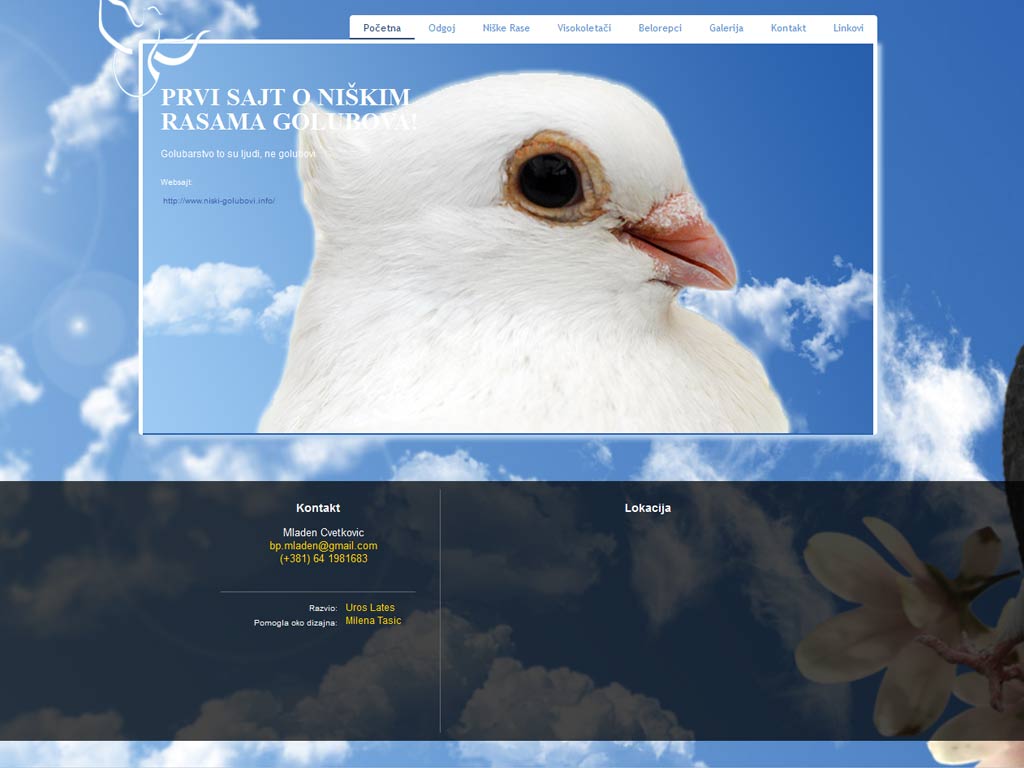 Početna Odgoj Niške Rase Visokoletači Belorepci Galerija Kontakt Linkovi
PRVI SAJT O NIŠKIM
RASAMA GOLUBOVA!
Golubarstvo to su ljudi, ne golubovi
Websajt:
http://www.niski-golubovi.info/
Kontakt
Mladen Cvetkovic
bp.mladen@gmail.com
(+381) 64 1981683
Razvio: Uros Lates
Pomogla oko dizajna: Milena Tasic
Lokacija